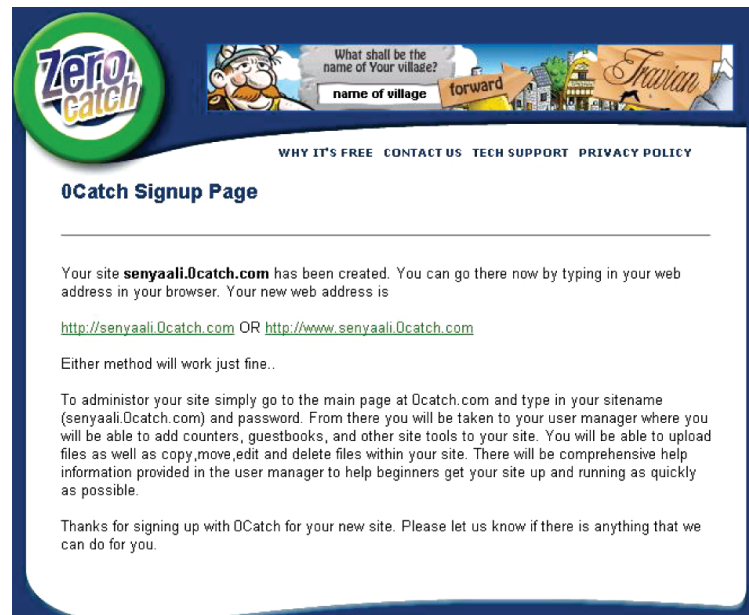 Zero
catch
What shall be the
name of Your village?
name of village
forward
Travian
WHY IT'S FREE CONTACT US TECH SUPPORT PRIVACY POLICY
0Catch Signup Page
Your site senyaali.0catch.com has been created. You can go there now by typing in your web
address in your browser. Your new web address is
http://senyaali.0catch.com OR http://www.senyaali.0catch.com
Either method will work just fine..
To administor your site simply go to the main page at 0catch.com and type in your sitename
(senyaali.0catch.com) and password. From there you will be taken to your user manager where you
will be able to add counters, guestbooks, and other site tools to your site. You will be able to upload
files as well as copy,move,edit and delete files within your site. There will be comprehensive help
information provided in the user manager to help beginners get your site up and running as quickly
as possible.
Thanks for signing up with 0Catch for your new site. Please let us know if there is anything that we
can do for you.